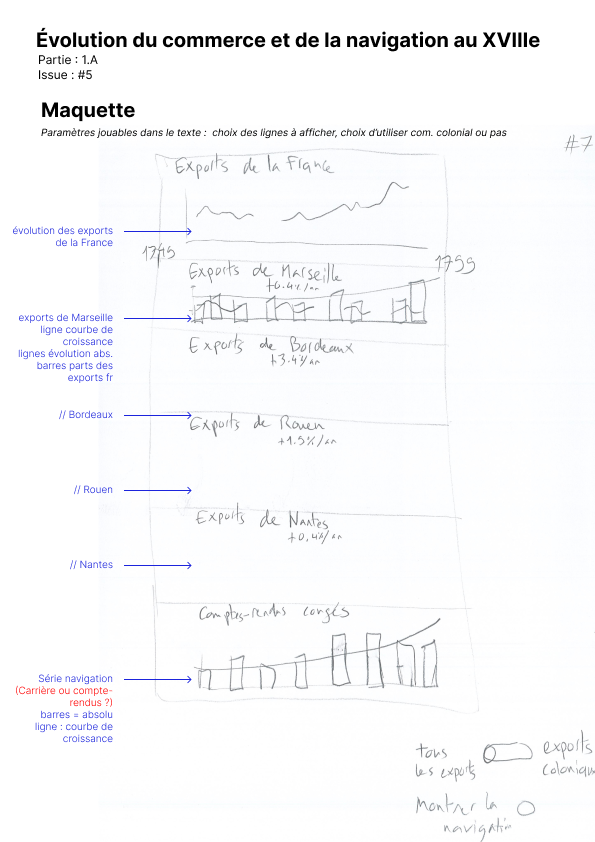 Évolution du commerce et de la navigation au XVIIIe
Partie : 1.A
Issue : #5
Maquette
Paramètres jouables dans le texte : choix des lignes à afficher, choix d'utiliser com. colonial ou pas
#7
Exports de la France
évolution des exports
de la France
1749
1799
Exports de Marseille
+0.4%/an
exports de Marseille
ligne courbe de
croissance
lignes évolution abs.
barres parts des
exports fr
Exports de Bordeaux
+3.4%/an
// Bordeaux
Exports de Rouen
+1.5%/an
// Rouen
Exports de Nantes
+0.4%/an
// Nantes
Comptes-rendus congés
Série navigation
(Carrière ou compte-
rendus ?)
barres = absolu
ligne : courbe de
croissance
tous
les exports
exports
coloniaux
Montrer la
navigation